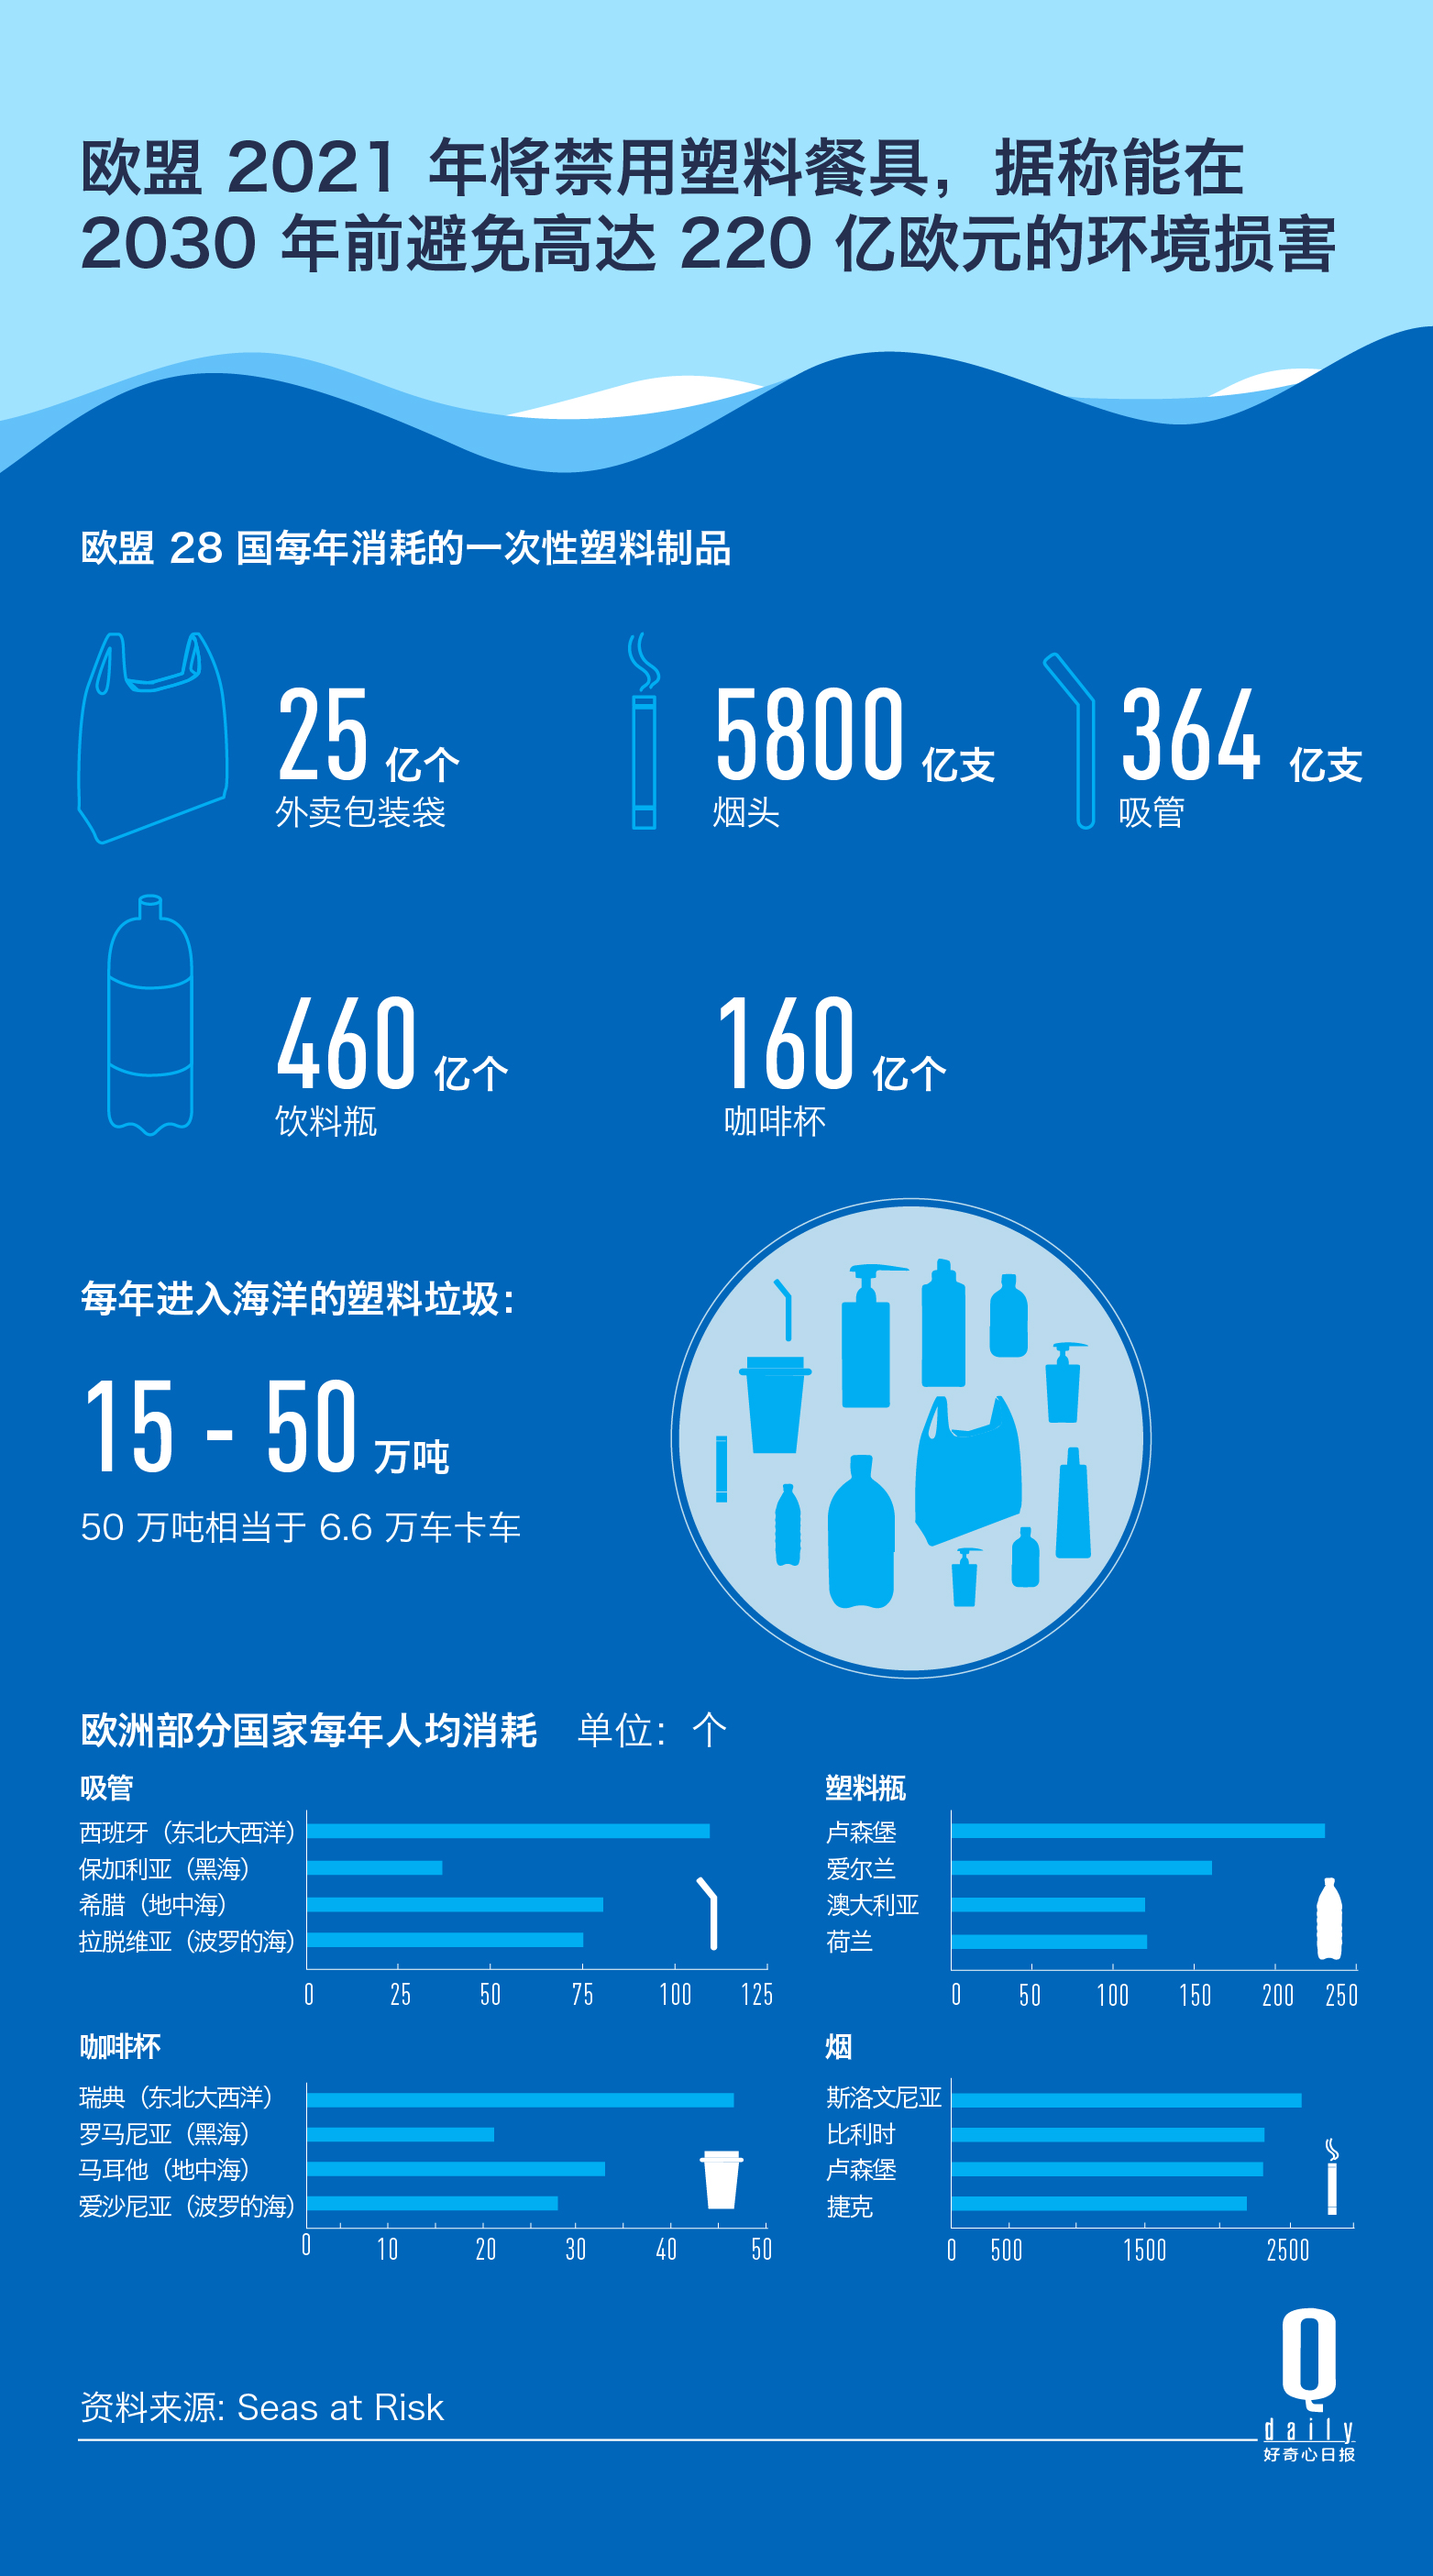 欧盟 2021 年将禁用塑料餐具，据称能在
2030 年前避免高达 220 亿欧元的环境损害
欧盟 28 国每年消耗的一次性塑料制品
25 亿个
外卖包装袋
5800 亿支
烟头
364 亿支
吸管
460 亿个
饮料瓶
160 亿个
咖啡杯
每年进入海洋的塑料垃圾：
15 - 50 万吨
50 万吨相当于 6.6 万车卡车
欧洲部分国家每年人均消耗 单位：个
吸管
西班牙（东北大西洋）
保加利亚（黑海）
希腊（地中海）
拉脱维亚（波罗的海）
0 25 50 75 100 125
塑料瓶
卢森堡
爱尔兰
澳大利亚
荷兰
0 50 100 150 200 250
咖啡杯
瑞典（东北大西洋）
罗马尼亚（黑海）
马耳他（地中海）
爱沙尼亚（波罗的海）
0 10 20 30 40 50
烟
斯洛文尼亚
比利时
卢森堡
捷克
0 500 1500 2500
资料来源: Seas at Risk
Q
daily
好奇心日报